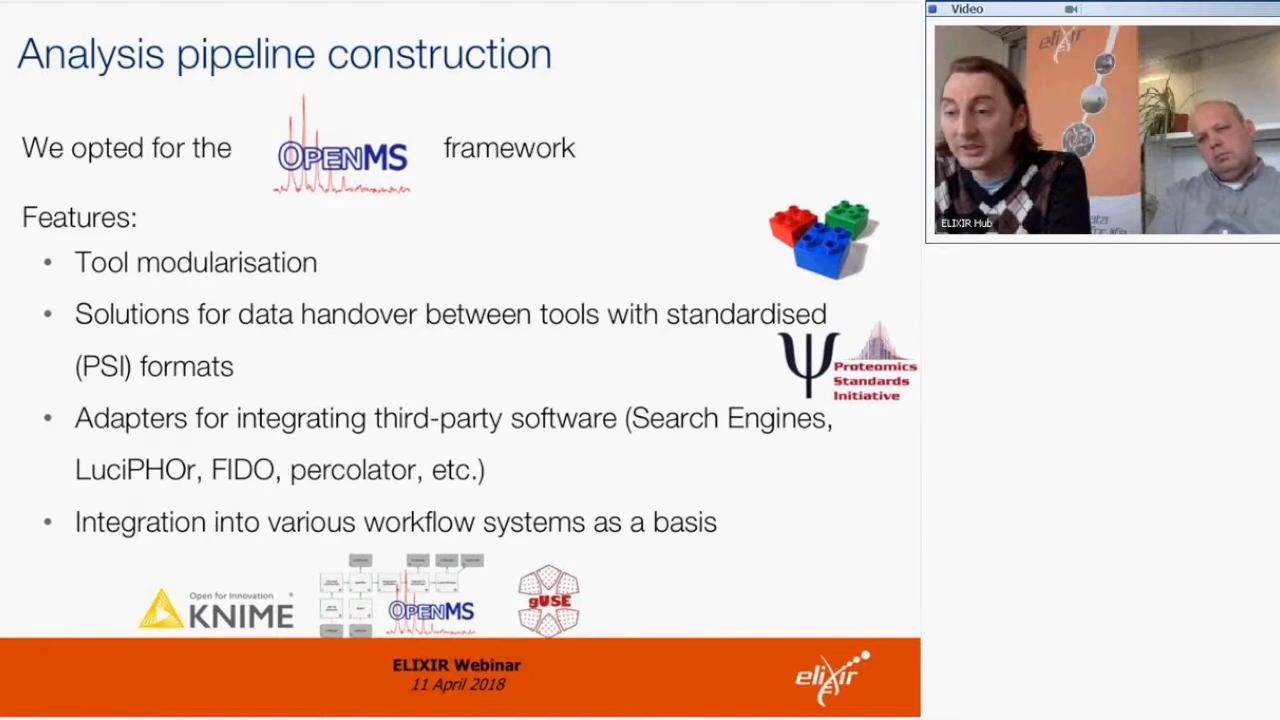 Analysis pipeline construction
We opted for the OPENMS framework
Features:
• Tool modularisation
• Solutions for data handover between tools with standardised
(PSI) formats
Proteomics
Standards
Initiative
• Adapters for integrating third-party software (Search Engines,
LuciPHOr, FIDO, percolator, etc.)
• Integration into various workflow systems as a basis
Open for Innovation
KNIME
OPENMS
gUSE
ELIXIR Webinar
11 April 2018
elixir
Video
elixir
ELIXIR Hub